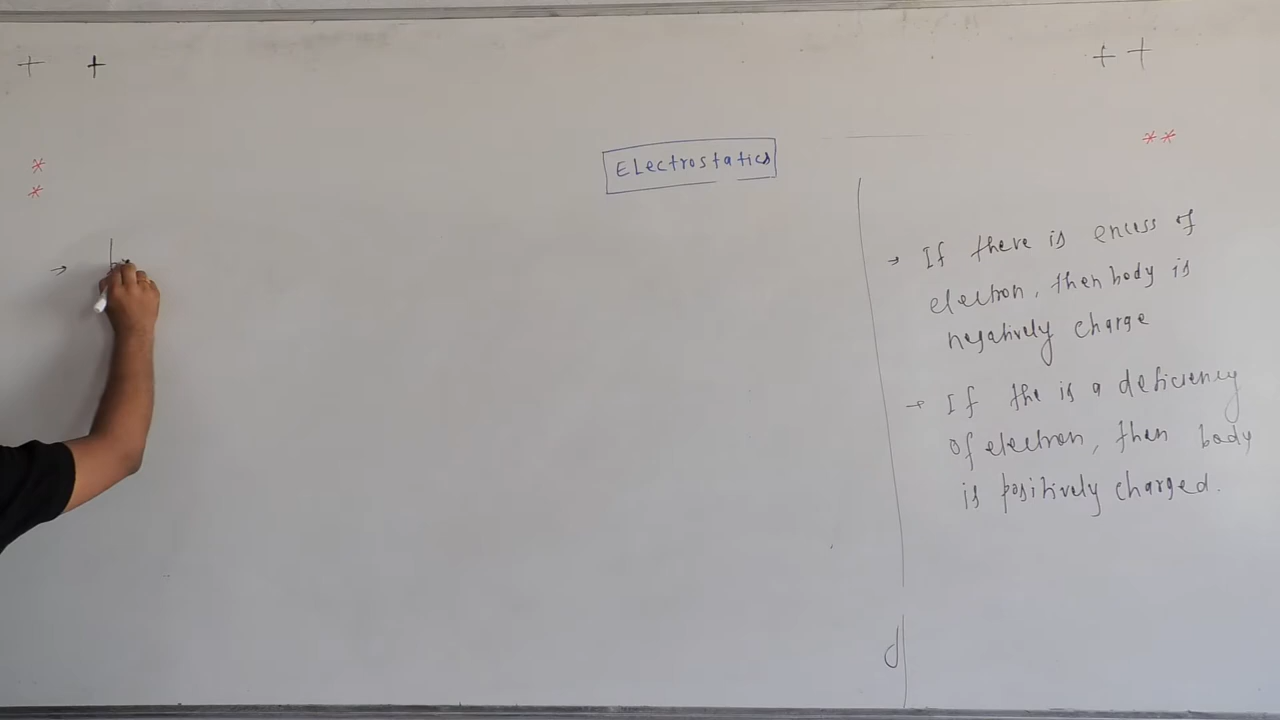 + +
+ +
**
*
*
ELectrostatics
→ If there is excess of
electron, then body is
negatively charge
→ If the is a deficiency
of electron, then body
is positively charged.
→
d